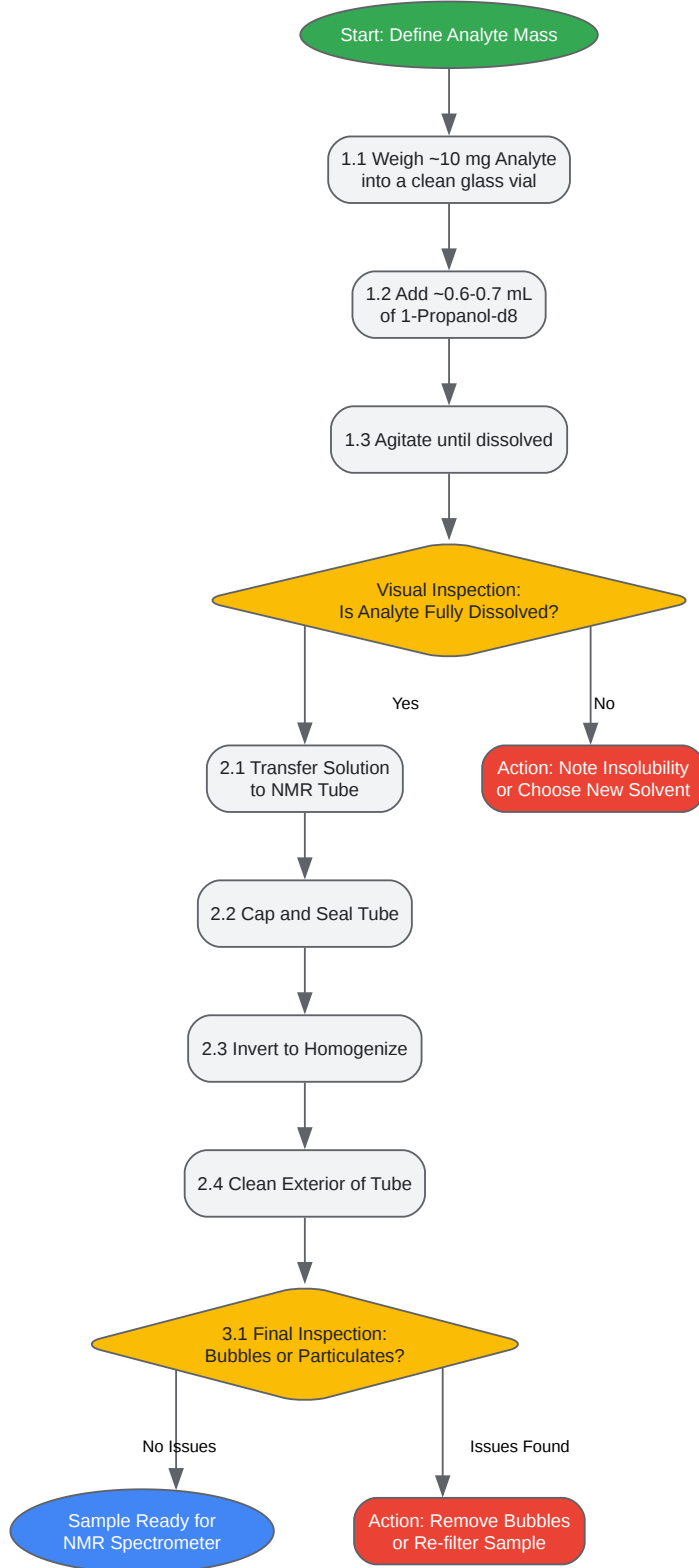 Start: Define Analyte Mass
1.1 Weigh ~10 mg Analyte
into a clean glass vial
1.2 Add ~0.6-0.7 mL
of 1-Propanol-d8
1.3 Agitate until dissolved
Visual Inspection:
Is Analyte Fully Dissolved?
Yes
No
2.1 Transfer Solution
to NMR Tube
Action: Note Insolubility
or Choose New Solvent
2.2 Cap and Seal Tube
2.3 Invert to Homogenize
2.4 Clean Exterior of Tube
3.1 Final Inspection:
Bubbles or Particulates?
No Issues
Issues Found
Sample Ready for
NMR Spectrometer
Action: Remove Bubbles
or Re-filter Sample